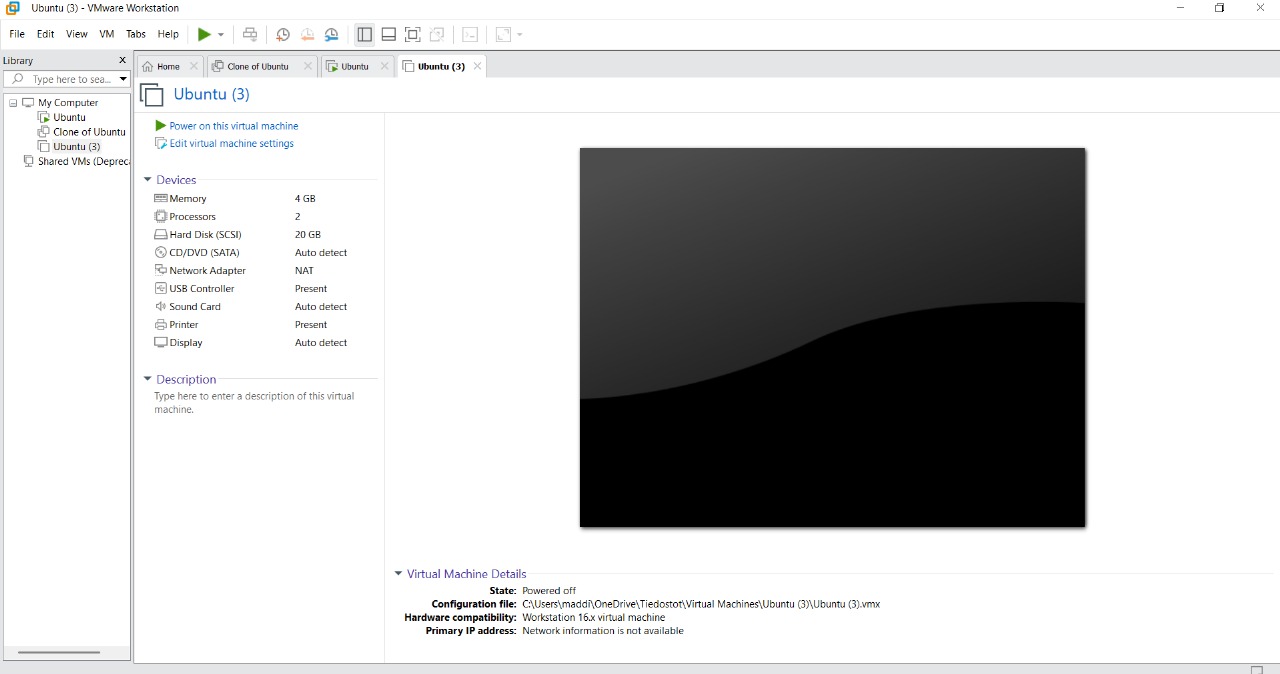 Ubuntu (3) - VMware Workstation
File Edit View VM Tabs Help
Library X
Type here to sea...
Home Clone of Ubuntu Ubuntu Ubuntu (3)
My Computer
Ubuntu
Clone of Ubuntu
Ubuntu (3)
Shared VMs (Depreca
Ubuntu (3)
Power on this virtual machine
Edit virtual machine settings
Devices
Memory 4 GB
Processors 2
Hard Disk (SCSI) 20 GB
CD/DVD (SATA) Auto detect
Network Adapter NAT
USB Controller Present
Sound Card Auto detect
Printer Present
Display Auto detect
Description
Type here to enter a description of this virtual
machine.
Virtual Machine Details
State: Powered off
Configuration file: C:\Users\maddi\OneDrive\Tiedostot\Virtual Machines\Ubuntu (3)\Ubuntu (3).vmx
Hardware compatibility: Workstation 16.x virtual machine
Primary IP address: Network information is not available